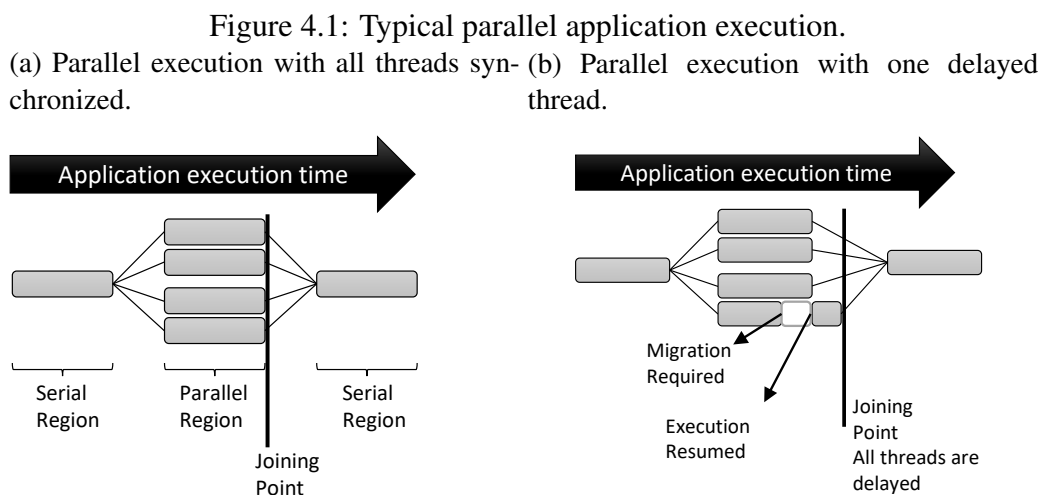 Figure 4.1: Typical parallel application execution.
(a) Parallel execution with all threads syn-
chronized.
(b) Parallel execution with one delayed
thread.
Application execution time
Serial
Region
Parallel
Region
Serial
Region
Joining
Point
Application execution time
Migration
Required
Execution
Resumed
Joining
Point
All threads are
delayed